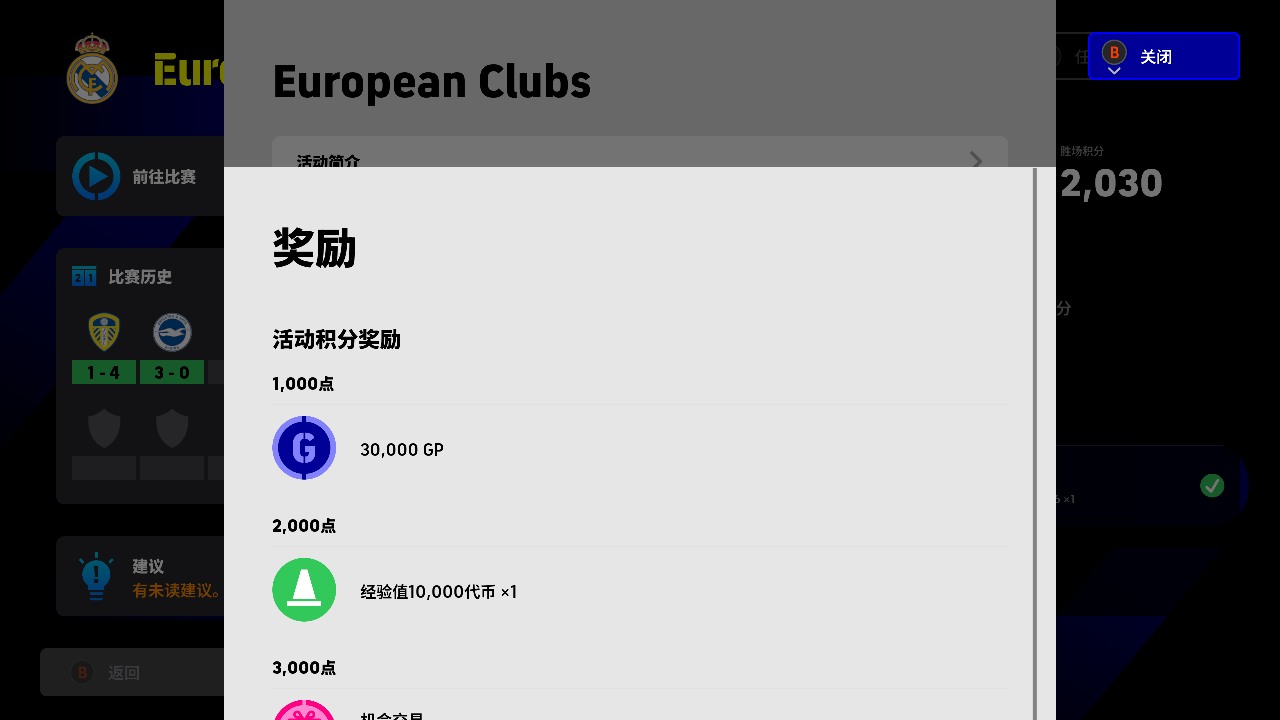 European Clubs
B 关闭
活动简介
前往比赛
胜场积分
2,030
奖励
比赛历史
活动积分奖励
1 - 4
3 - 0
1,000点
30,000 GP
2,000点
×1
经验值10,000代币 ×1
建议
有未读建议。
3,000点
B 返回